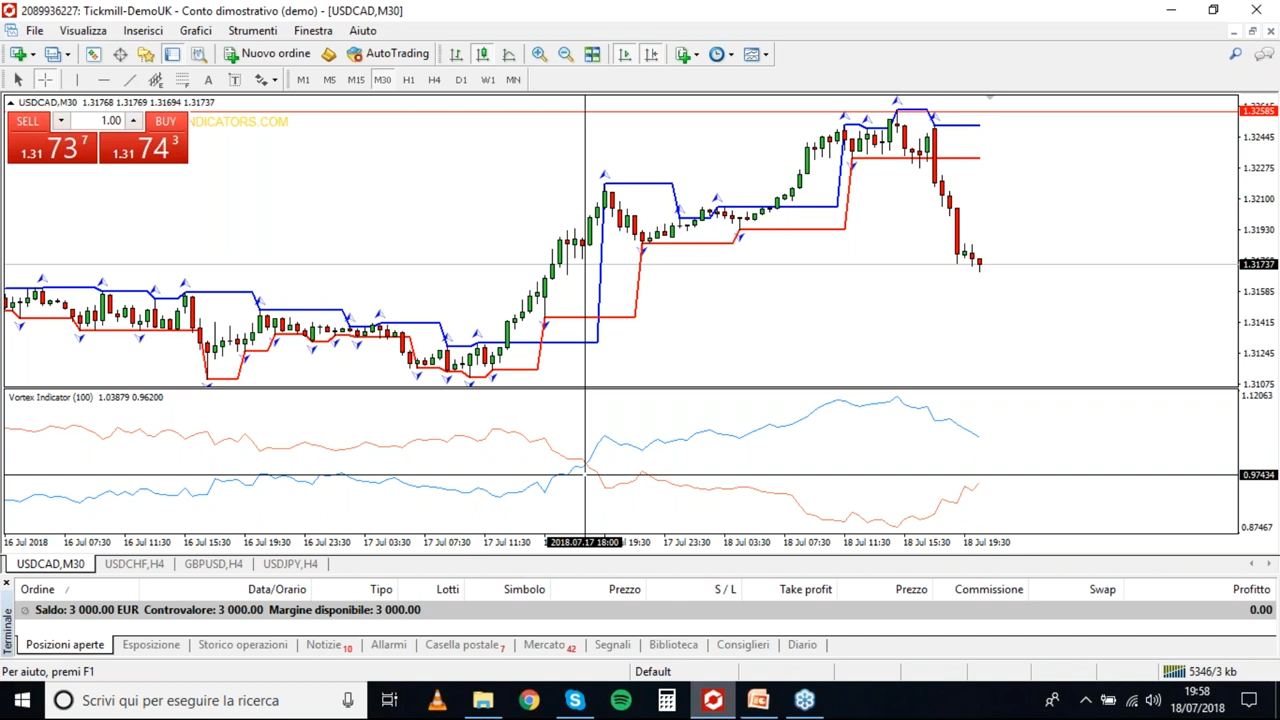 2089936227: Tickmill-DemoUK - Conto dimostrativo (demo) - [USDCAD,M30]
File Visualizza Inserisci Grafici Strumenti Finestra Aiuto
Nuovo ordine AutoTrading
A T M1 M5 M15 M30 H1 H4 D1 W1 MN
USDCAD,M30 1.31768 1.31769 1.31694 1.31737
SELL 1.00 BUY
NDICATORS.COM
1.31 73 7 1.31 74 3
1.32585
1.32445
1.32275
1.32100
1.31930
1.31737
1.31585
1.31415
1.31245
1.31075
Vortex Indicator (100) 1.03879 0.96200
1.12063
0.97434
0.87467
16 Jul 2018 16 Jul 07:30 16 Jul 11:30 16 Jul 15:30 16 Jul 19:30 16 Jul 23:30 17 Jul 03:30 17 Jul 07:30 17 Jul 11:30 2018.07.17 18:00 ul 19:30 17 Jul 23:30 18 Jul 03:30 18 Jul 07:30 18 Jul 11:30 18 Jul 15:30 18 Jul 19:30
USDCAD,M30 USDCHF,H4 GBPUSD,H4 USDJPY,H4
Ordine / Data/Orario Tipo Lotti Simbolo Prezzo S / L Take profit Prezzo Commissione Swap Profitto
Saldo: 3 000.00 EUR Controvalore: 3 000.00 Margine disponibile: 3 000.00 0.00
Terminale
Posizioni aperte Esposizione Storico operazioni Notizie 10 Allarmi Casella postale 7 Mercato 42 Segnali Biblioteca Consiglieri Diario
Per aiuto, premi F1 Default 5346/3 kb
Scrivi qui per eseguire la ricerca
19:58
18/07/2018